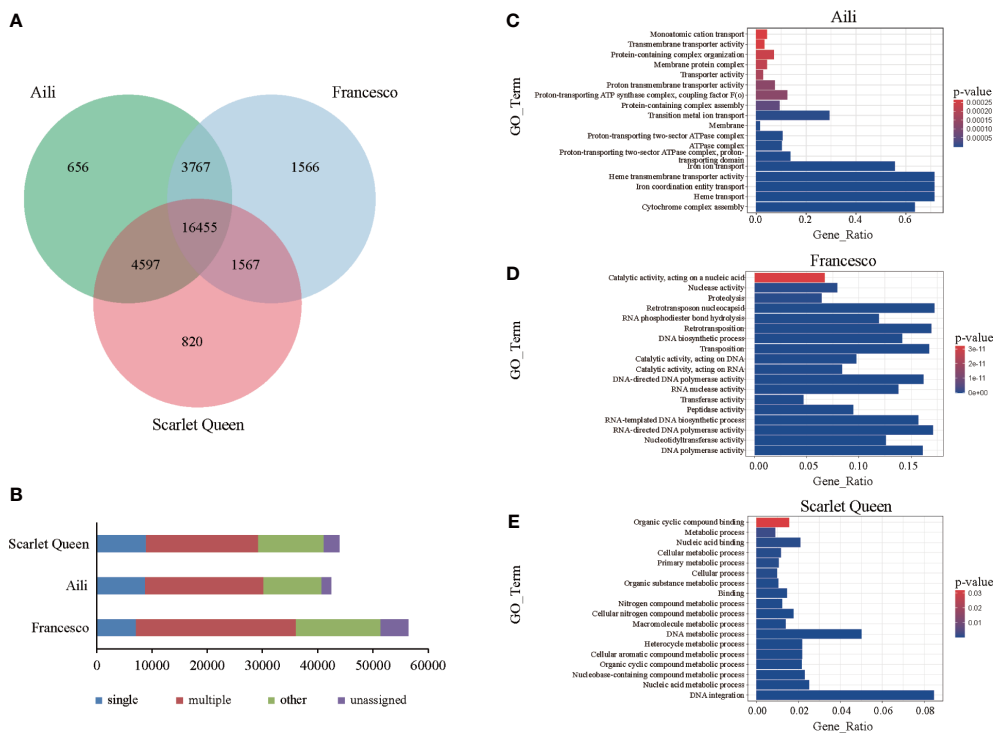 A
Aili
Francesco
656
3767
1566
16455
4597
1567
820
Scarlet Queen
B
Scarlet Queen
Aili
Francesco
0
10000
20000
30000
40000
50000
60000
single
multiple
other
unassigned
C
Aili
GO_Term
Monoatomic cation transport
Transmembrane transporter activity
Protein-containing complex organization
Membrane protein complex
Transporter activity
Proton transmembrane transporter activity
Proton-transporting ATP synthase complex, coupling factor F(o)
Protein-containing complex assembly
Transition metal ion transport
Membrane
Proton-transporting two-sector ATPase complex
ATPase complex
Proton-transporting two-sector ATPase complex, proton-
transporting domain
Iron ion transport
Heme transmembrane transporter activity
Iron coordination entity transport
Heme transport
Cytochrome complex assembly
0.0
0.2
0.4
0.6
Gene_Ratio
p-value
0.00025
0.00020
0.00015
0.00010
0.00005
D
Francesco
GO_Term
Catalytic activity, acting on a nucleic acid
Nuclease activity
Proteolysis
Retrotransposon nucleocapsid
RNA phosphodiester bond hydrolysis
Retrotransposition
DNA biosynthetic process
Transposition
Catalytic activity, acting on DNA
Catalytic activity, acting on RNA
DNA-directed DNA polymerase activity
RNA nuclease activity
Transferase activity
Peptidase activity
RNA-templated DNA biosynthetic process
RNA-directed DNA polymerase activity
Nucleotidyltransferase activity
DNA polymerase activity
0.00
0.05
0.10
0.15
Gene_Ratio
p-value
3e-11
2e-11
1e-11
0e+00
E
Scarlet Queen
GO_Term
Organic cyclic compound binding
Metabolic process
Nucleic acid binding
Cellular metabolic process
Primary metabolic process
Cellular process
Organic substance metabolic process
Binding
Nitrogen compound metabolic process
Cellular nitrogen compound metabolic process
Macromolecule metabolic process
DNA metabolic process
Heterocycle metabolic process
Cellular aromatic compound metabolic process
Organic cyclic compound metabolic process
Nucleobase-containing compound metabolic process
Nucleic acid metabolic process
DNA integration
0.00
0.02
0.04
0.06
0.08
Gene_Ratio
p-value
0.03
0.02
0.01